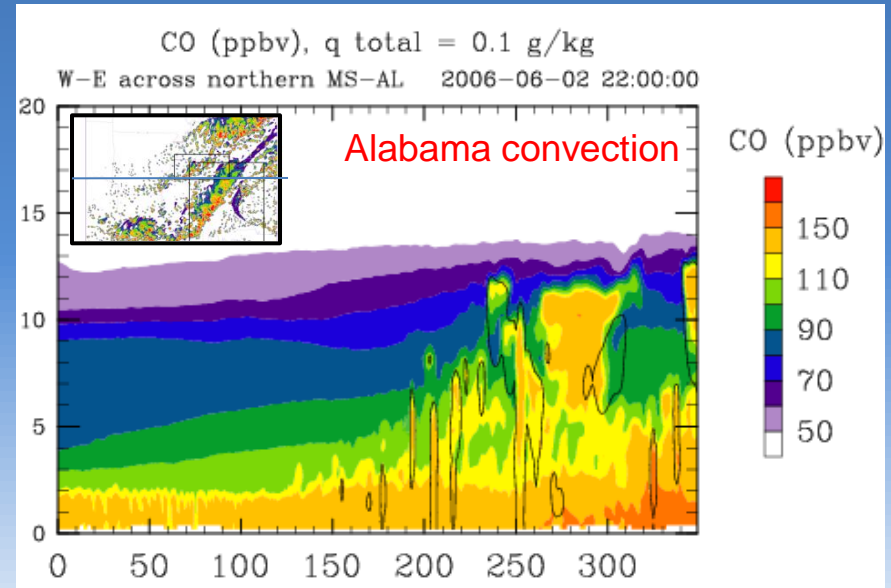 CO (ppbv), q total = 0.1 g/kg
W-E across northern MS-AL 2006-06-02 22:00:00
Alabama convection
CO (ppbv)
20
15
10
5
0
0 50 100 150 200 250 300
150
110
90
70
50